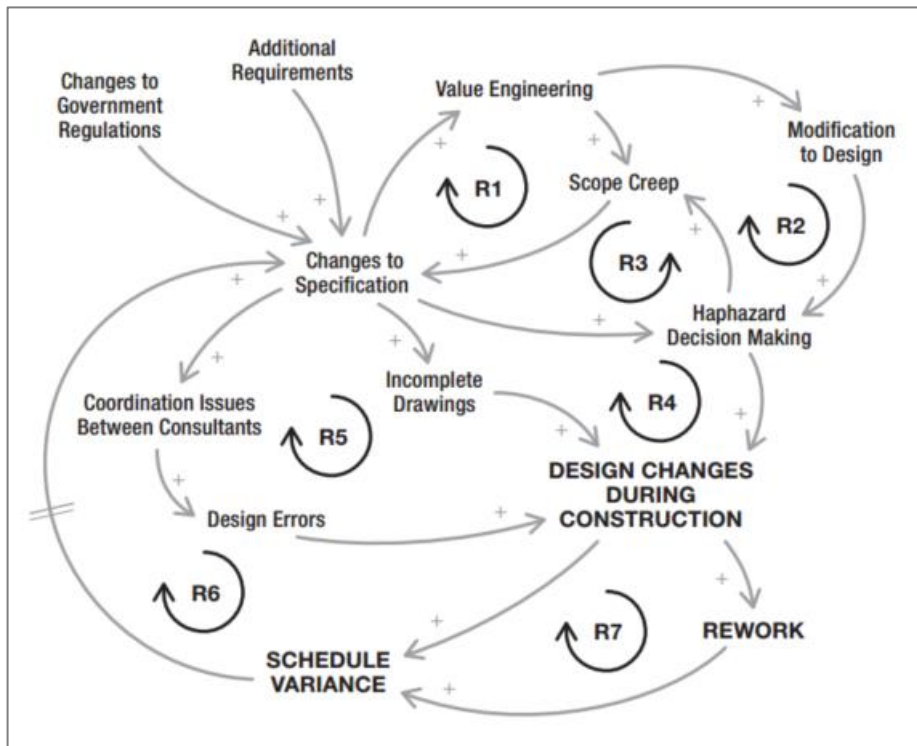 Additional
Requirements
Changes to
Government
Regulations
Value Engineering
+
+
+
Modification
to Design
+
+
R1
Scope Creep
R2
+
+
+
R3
+
Changes to
Specification
+
+
Haphazard
Decision Making
+
+
Incomplete
Drawings
Coordination Issues
Between Consultants
R4
+
R5
+
DESIGN CHANGES
DURING
CONSTRUCTION
+
Design Errors
+
R6
+
+
R7
REWORK
SCHEDULE
VARIANCE
+